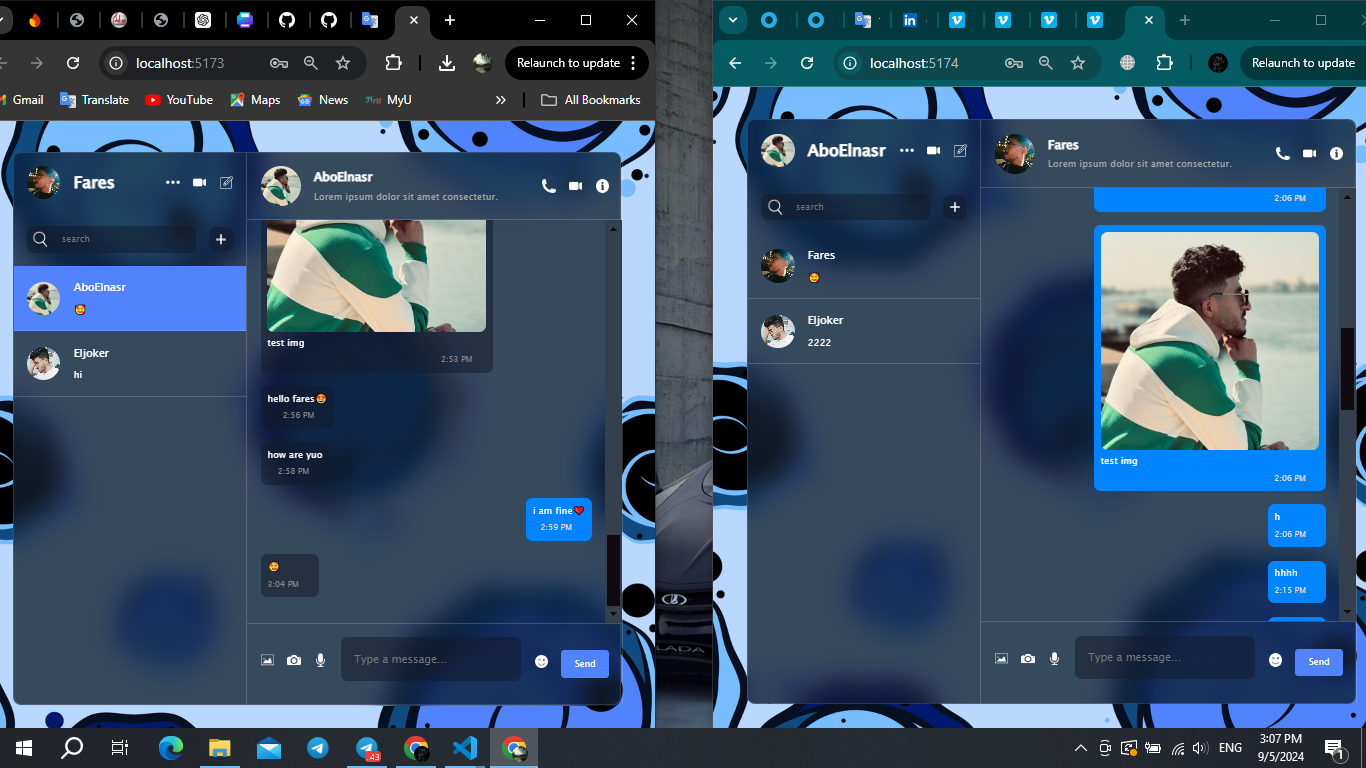 localhost:5173
Relaunch to update
Gmail
Translate
YouTube
Maps
News
MyU
MyU
»
All Bookmarks
Fares
search
AboElnasr
Eljoker
hi
AboElnasr
Lorem ipsum dolor sit amet consectetur.
test img
2:53 PM
hello fares🤩
2:56 PM
how are yuo
2:58 PM
i am fine❤️
2:59 PM
🥰
3:04 PM
Type a message...
Send
localhost:5174
Relaunch to update
AboElnasr
search
Fares
🥰
Eljoker
2222
Fares
Lorem ipsum dolor sit amet consectetur.
2:06 PM
test img
2:06 PM
h
2:06 PM
hhhh
2:15 PM
Type a message...
Send
LADA
43
ENG
3:07 PM
9/5/2024
1